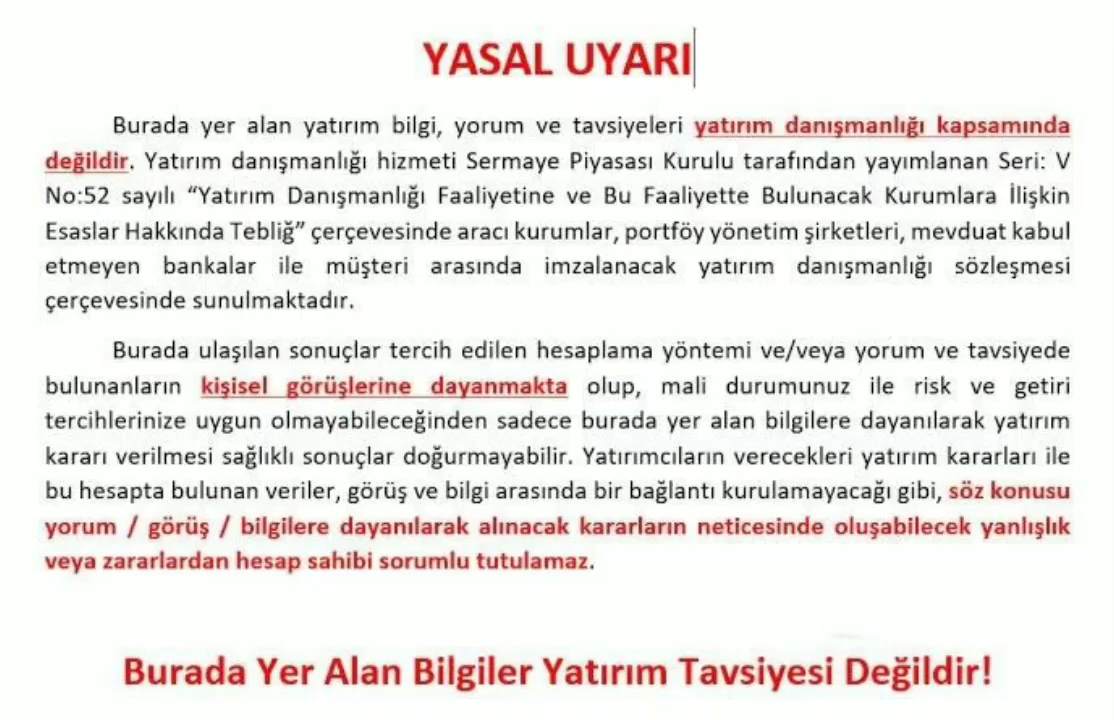 YASAL UYARI
Burada yer alan yatırım bilgi, yorum ve tavsiyeleri yatırım danışmanlığı kapsamında
değildir. Yatırım danışmanlığı hizmeti Sermaye Piyasası Kurulu tarafından yayımlanan Seri: V
No:52 sayılı “Yatırım Danışmanlığı Faaliyetine ve Bu Faaliyette Bulunacak Kurumlara İlişkin
Esaslar Hakkında Tebliğ” çerçevesinde aracı kurumlar, portföy yönetim şirketleri, mevduat kabul
etmeyen bankalar ile müşteri arasında imzalanacak yatırım danışmanlığı sözleşmesi
çerçevesinde sunulmaktadır.
Burada ulaşılan sonuçlar tercih edilen hesaplama yöntemi ve/veya yorum ve tavsiyede
bulunanların kişisel görüşlerine dayanmakta olup, mali durumunuz ile risk ve getiri
tercihlerinize uygun olmayabileceğinden sadece burada yer alan bilgilere dayanılarak yatırım
kararı verilmesi sağlıklı sonuçlar doğurmayabilir. Yatırımcıların verecekleri yatırım kararları ile
bu hesapta bulunan veriler, görüş ve bilgi arasında bir bağlantı kurulamayacağı gibi, söz konusu
yorum / görüş / bilgilere dayanılarak alınacak kararların neticesinde oluşabilecek yanlışlık
veya zararlardan hesap sahibi sorumlu tutulamaz.
Burada Yer Alan Bilgiler Yatırım Tavsiyesi Değildir!